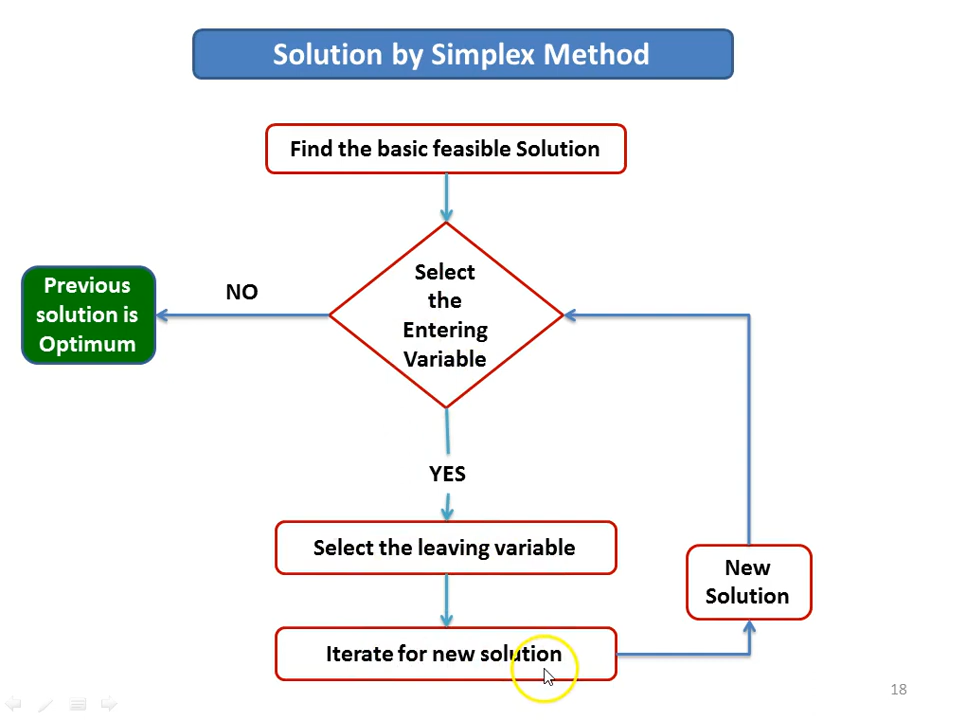 Solution by Simplex Method
Find the basic feasible Solution
Select
the
Entering
Variable
NO
Previous
solution is
Optimum
YES
Select the leaving variable
New
Solution
Iterate for new solution
18